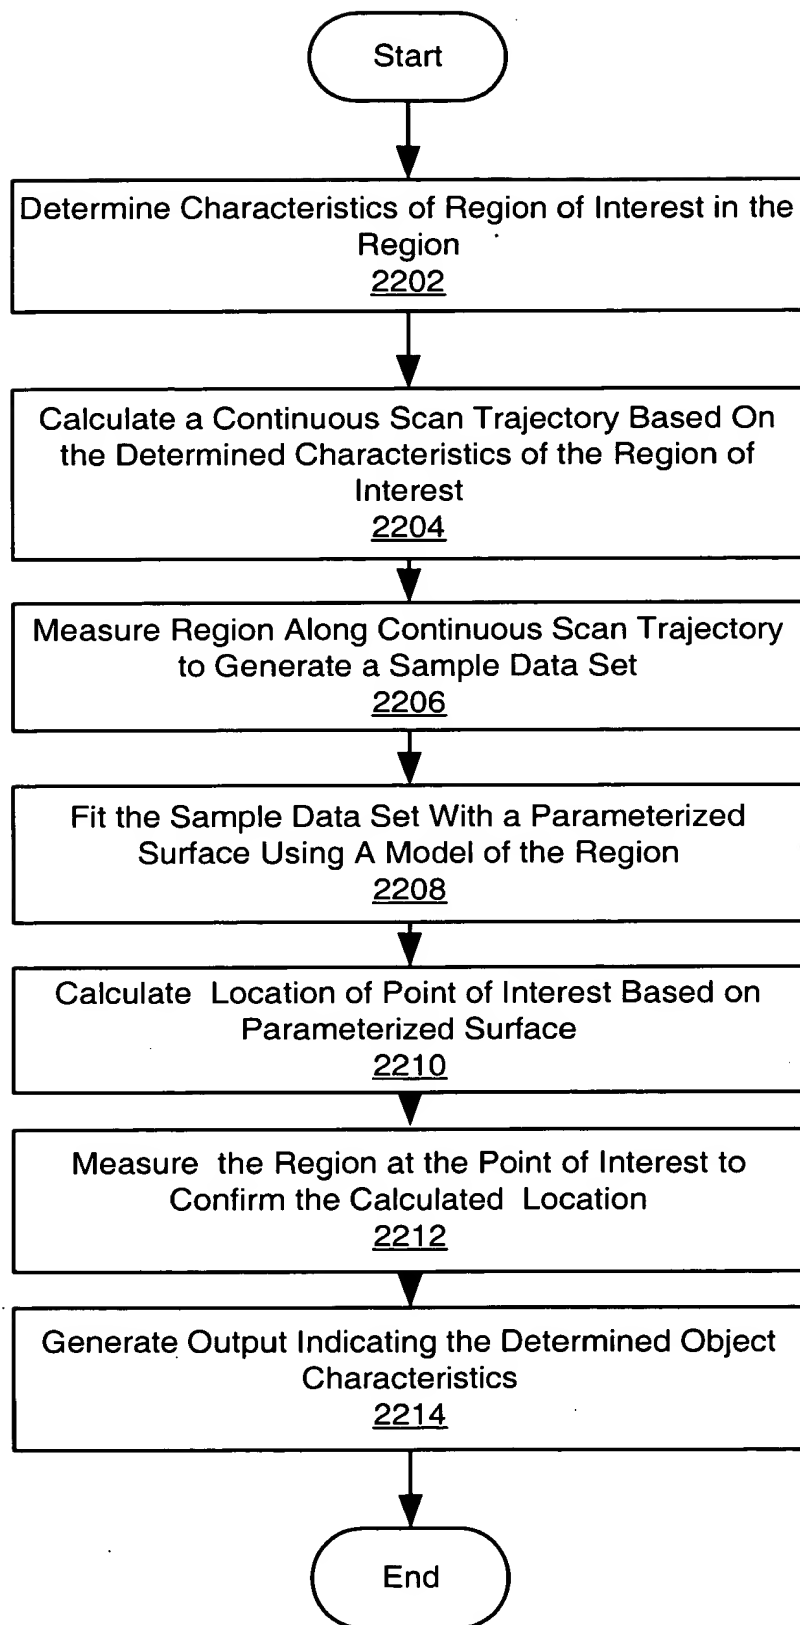 Start
Determine Characteristics of Region of Interest in the
Region
2202
Calculate a Continuous Scan Trajectory Based On
the Determined Characteristics of the Region of
Interest
2204
Measure Region Along Continuous Scan Trajectory
to Generate a Sample Data Set
2206
Fit the Sample Data Set With a Parameterized
Surface Using A Model of the Region
2208
Calculate Location of Point of Interest Based on
Parameterized Surface
2210
Measure the Region at the Point of Interest to
Confirm the Calculated Location
2212
Generate Output Indicating the Determined Object
Characteristics
2214
End